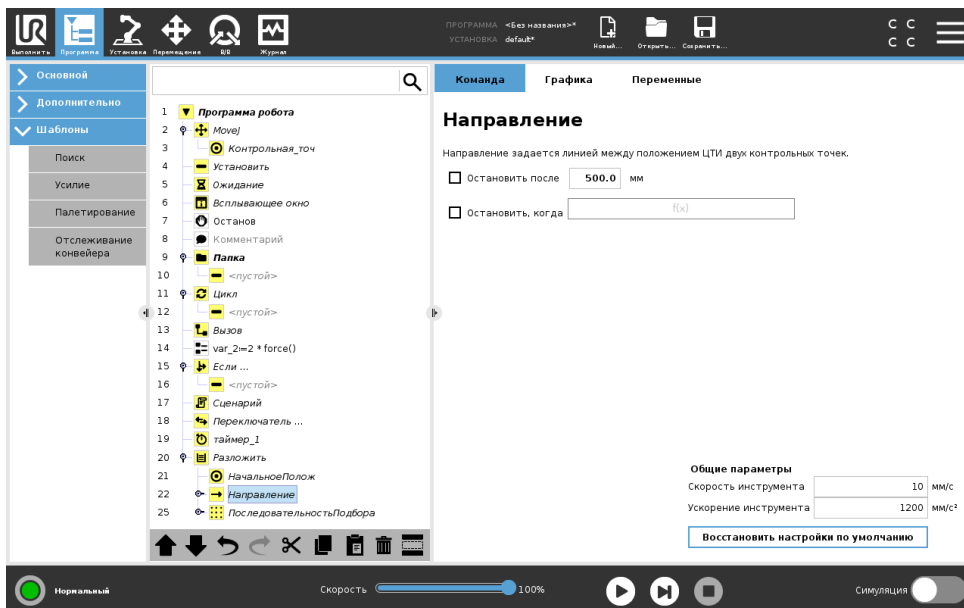 UR
ПРОГРАММА <Без названия>*
УСТАНОВКА default*
Выполнить Программа Установка Перемещение В/В Журнал
Новый... Открыть... Сохранить...
C C
C C
Основной
Дополнительно
Шаблоны
Поиск
Усилие
Палетирование
Отслеживание
конвейера
1 Программа робота
2 MoveJ
3 Контрольная_точ
4 Установить
5 Ожидание
6 Всплывающее окно
7 Останов
8 Комментарий
9 Папка
10 <пустой>
11 Цикл
12 <пустой>
13 Вызов
14 var_2:=2 * force()
15 Если ...
16 <пустой>
17 Сценарий
18 Переключатель ...
19 таймер_1
20 Разложить
21 НачальноеПолож
22 Направление
25 ПоследовательностьПодбора
Команда Графика Переменные
Направление
Направление задается линией между положением ЦТИ двух контрольных точек.
Остановить после 500.0 мм
Остановить, когда f(x)
Общие параметры
Скорость инструмента 10 мм/с
Ускорение инструмента 1200 мм/с²
Восстановить настройки по умолчанию
Нормальный
Скорость 100%
Симуляция